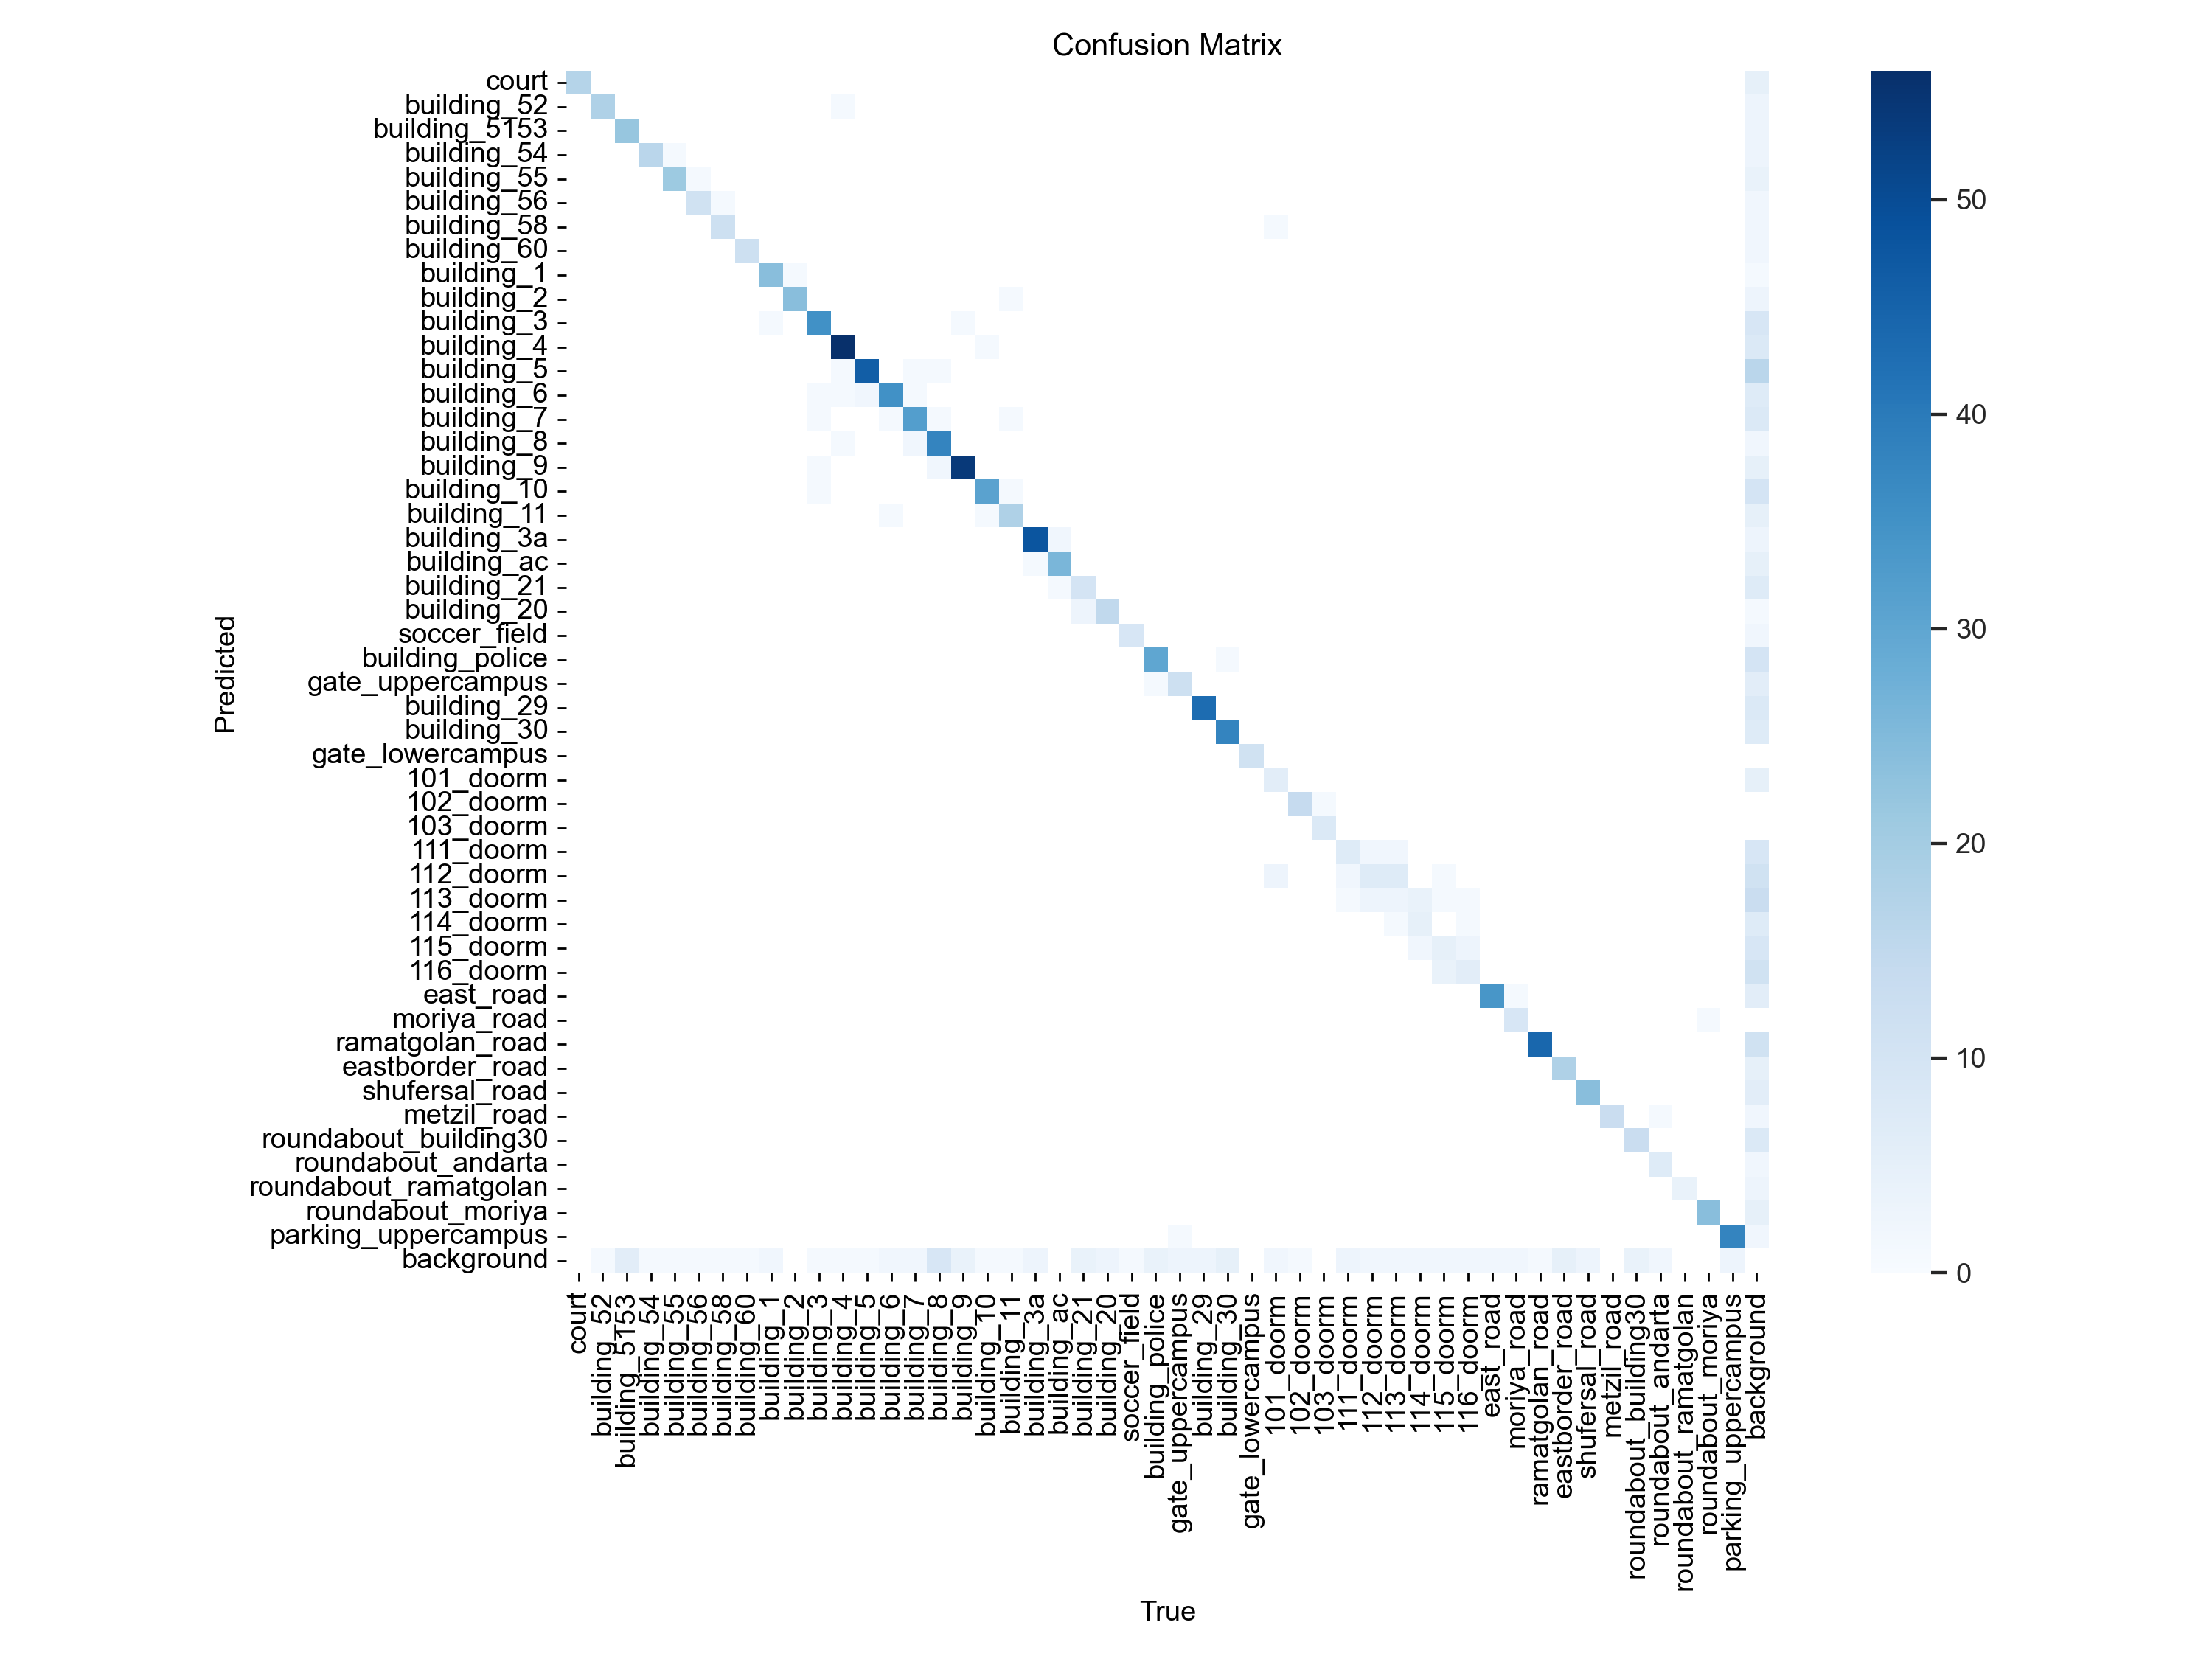 Confusion Matrix
court
building_52
building_5153
building_54
building_55
building_56
building_58
building_60
building_1
building_2
building_3
building_4
building_5
building_6
building_7
building_8
building_9
building_10
building_11
building_3a
building_ac
building_21
building_20
soccer_field
building_police
gate_uppercampus
building_29
building_30
gate_lowercampus
101_doorm
102_doorm
103_doorm
111_doorm
112_doorm
113_doorm
114_doorm
115_doorm
116_doorm
east_road
moriya_road
ramatgolan_road
eastborder_road
shufersal_road
metzil_road
roundabout_building30
roundabout_andarta
roundabout_ramatgolan
roundabout_moriya
parking_uppercampus
background
Predicted
court
building_52
building_5153
building_54
building_55
building_56
building_58
building_60
building_1
building_2
building_3
building_4
building_5
building_6
building_7
building_8
building_9
building_10
building_11
building_3a
building_ac
building_21
building_20
soccer_field
building_police
gate_uppercampus
building_29
building_30
gate_lowercampus
101_doorm
102_doorm
103_doorm
111_doorm
112_doorm
113_doorm
114_doorm
115_doorm
116_doorm
east_road
moriya_road
ramatgolan_road
eastborder_road
shufersal_road
metzil_road
roundabout_building30
roundabout_andarta
roundabout_ramatgolan
roundabout_moriya
parking_uppercampus
background
True
50
40
30
20
10
0